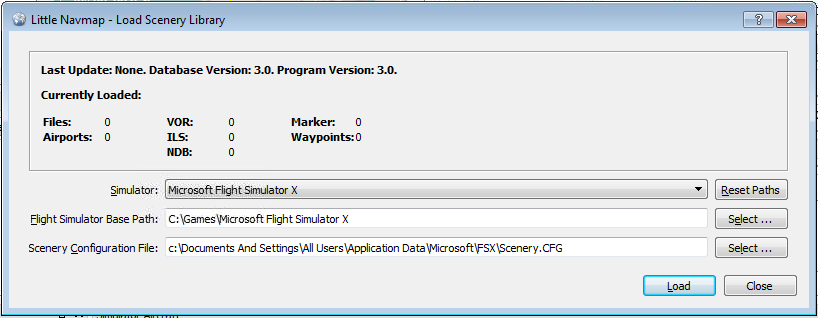 Little Navmap - Load Scenery Library
Last Update: None. Database Version: 3.0. Program Version: 3.0.
Currently Loaded:
Files: 0 VOR: 0 Marker: 0
Airports: 0 ILS: 0 Waypoints: 0
NDB: 0
Simulator: Microsoft Flight Simulator X Reset Paths
Flight Simulator Base Path: C:\Games\Microsoft Flight Simulator X Select ...
Scenery Configuration File: c:\Documents And Settings\All Users\Application Data\Microsoft\FSX\Scenery.CFG Select ...
Load Close